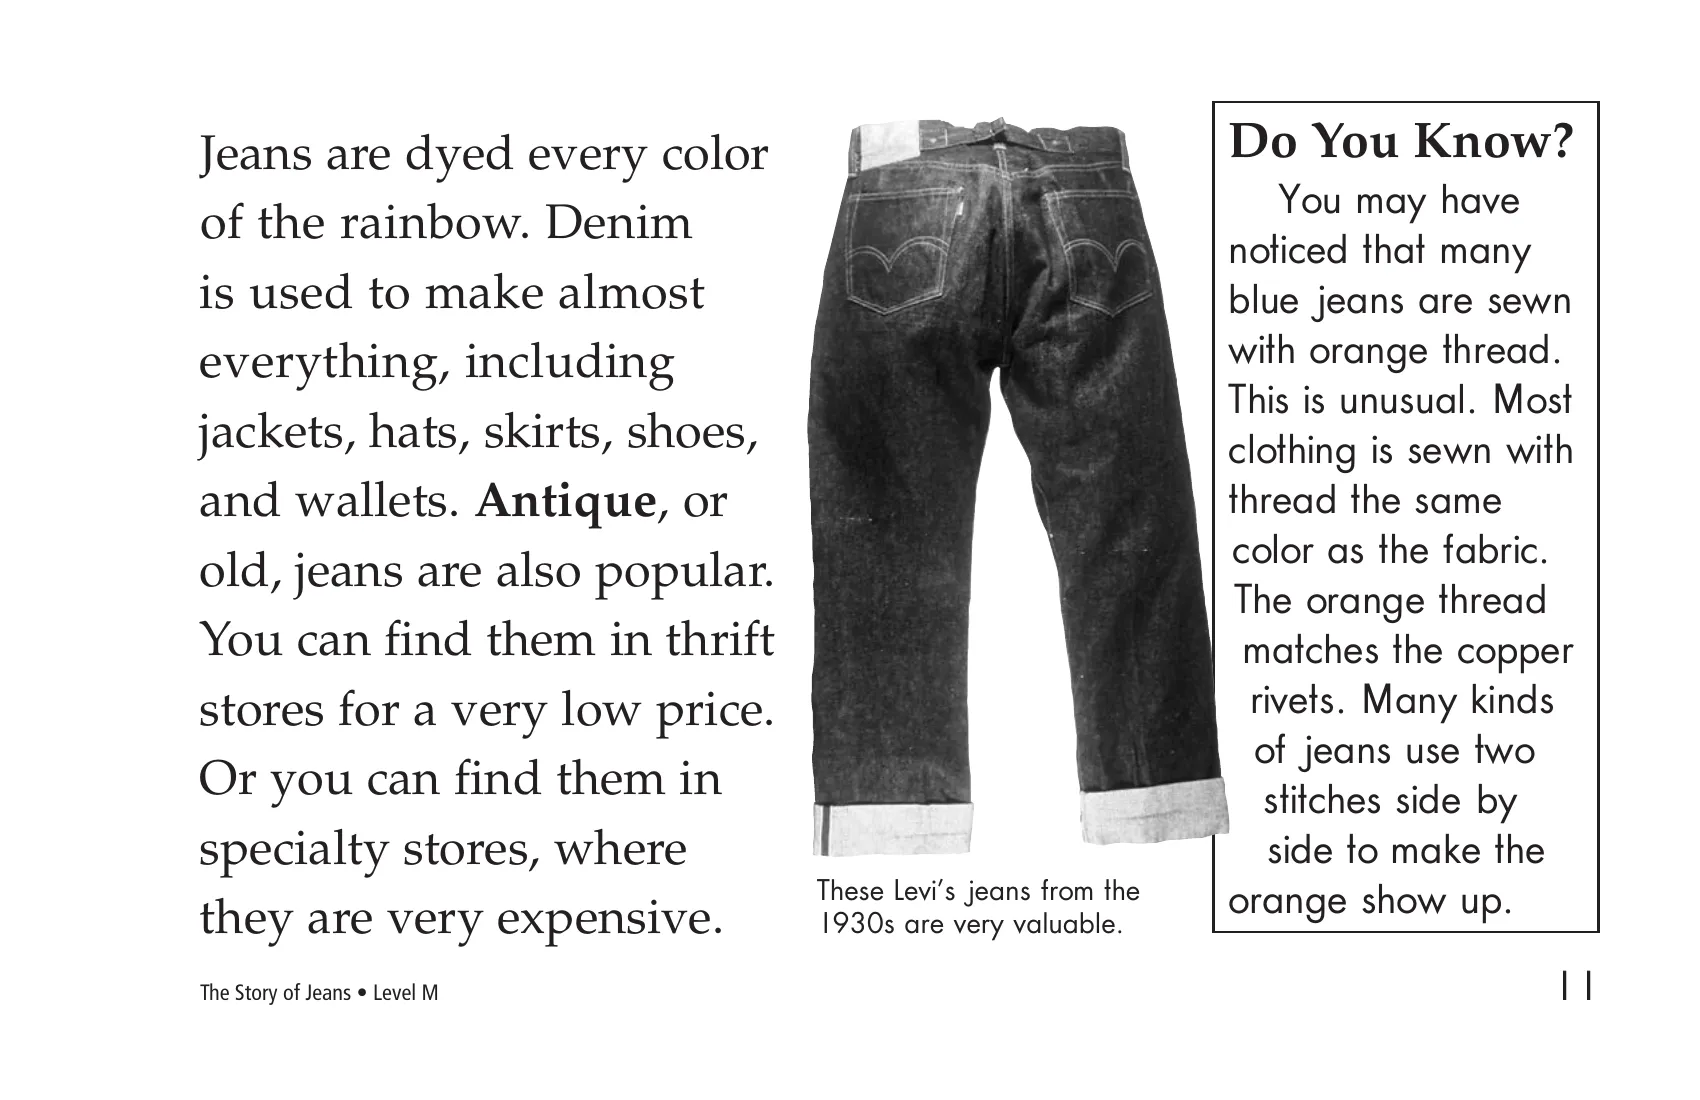 Jeans are dyed every color
of the rainbow. Denim
is used to make almost
everything, including
jackets, hats, skirts, shoes,
and wallets. Antique, or
old, jeans are also popular.
You can find them in thrift
stores for a very low price.
Or you can find them in
specialty stores, where
they are very expensive.
These Levi’s jeans from the
1930s are very valuable.
Do You Know?
You may have
noticed that many
blue jeans are sewn
with orange thread.
This is unusual. Most
clothing is sewn with
thread the same
color as the fabric.
The orange thread
matches the copper
rivets. Many kinds
of jeans use two
stitches side by
side to make the
orange show up.
The Story of Jeans • Level M
11